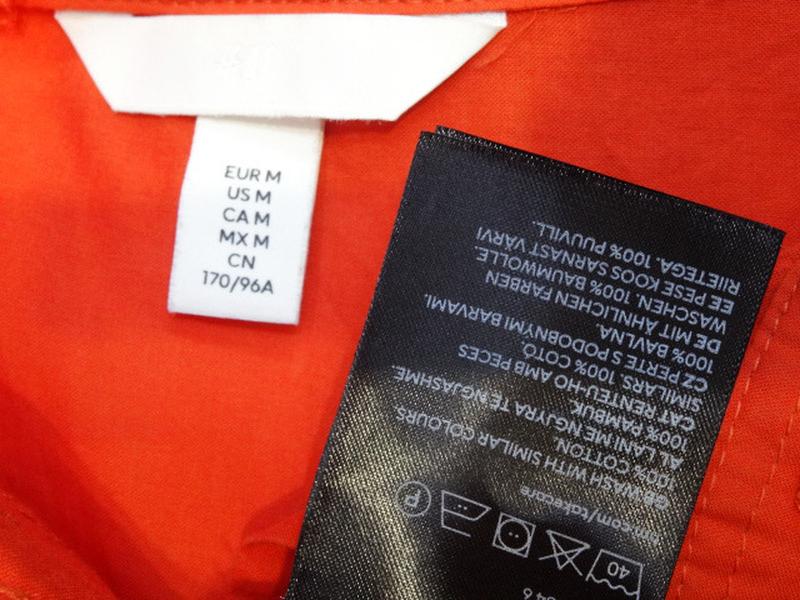 EUR M
US M
CA M
MX M
CN
170/96A
40
P
hm.com/takecare
GB WASH WITH SIMILAR COLOURS.
100% COTTON.
AL LANI ME NGJYRA TE NGJASHME.
100% PAMBUK.
CAT RENTEU-HO AMB PECES
SIMILARS. 100% COTÓ.
CZ PERTE S PODOBNÝMI BARVAMI.
100% BAVLNA
DE MIT ÄHNLICHEN FARBEN
WASCHEN. 100% BAUMWOLLE.
EE PESE KOOS SARNAST VÄRVI
RIIETEGA. 100% PUUVILL.